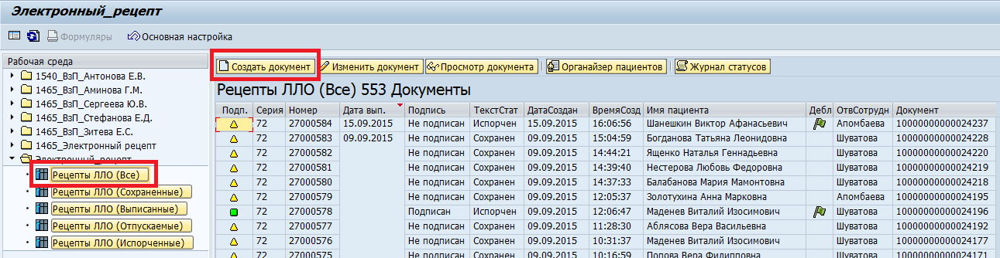 Электронный_рецепт
Формуляры Основная настройка
Рабочая среда
1540_ВзП_Антонова Е.В.
1465_ВзП_Аминова Г.М.
1465_ВзП_Сергеева Ю.В.
1465_ВзП_Стефанова Е.Д.
1465_ВзП_Зитева Е.С.
1465_Электронный рецепт
Электронный_рецепт
Рецепты ЛЛО (Все)
Рецепты ЛЛО (Сохраненные)
Рецепты ЛЛО (Выписанные)
Рецепты ЛЛО (Отпускаемые)
Рецепты ЛЛО (Испорченные)
Создать документ Изменить документ Просмотр документа Органайзер пациентов Журнал статусов
Рецепты ЛЛО (Все) 553 Документы
Подп. Серия Номер Дата вып. Подпись ТекстСтат ДатаСоздан ВремяСозд Имя пациента Дебл ОтвСотрудн Документ
72 27000584 15.09.2015 Не подписан Испорчен 15.09.2015 16:06:56 Шанешкин Виктор Афанасьевич Апомбаева 10000000000024237
72 27000583 09.09.2015 Не подписан Сохранен 09.09.2015 15:04:59 Богданова Татьяна Леонидовна Шуватова 10000000000024228
72 27000582 Не подписан Сохранен 09.09.2015 14:44:21 Ященко Наталья Геннадьевна Шуватова 10000000000024220
72 27000581 Не подписан Сохранен 09.09.2015 14:39:40 Нестерова Любовь Федоровна Шуватова 10000000000024219
72 27000580 Не подписан Сохранен 09.09.2015 14:37:33 Балабанова Мария Мамонтовна Шуватова 10000000000024218
72 27000579 Не подписан Сохранен 09.09.2015 12:05:37 Золотухина Анна Марковна Апомбаева 10000000000024195
72 27000578 Подписан Испорчен 09.09.2015 12:06:47 Маденев Виталий Изосимович Шуватова 10000000000024196
72 27000577 Не подписан Сохранен 09.09.2015 11:28:30 Аблясова Вера Васильевна Шуватова 10000000000024192
72 27000576 Не подписан Сохранен 09.09.2015 10:31:37 Маденев Виталий Изосимович Шуватова 10000000000024177
72 27000575 Не подписан Сохранен 09.09.2015 10:16:59 Попова Вера Филипповна Шуватова 10000000000024171